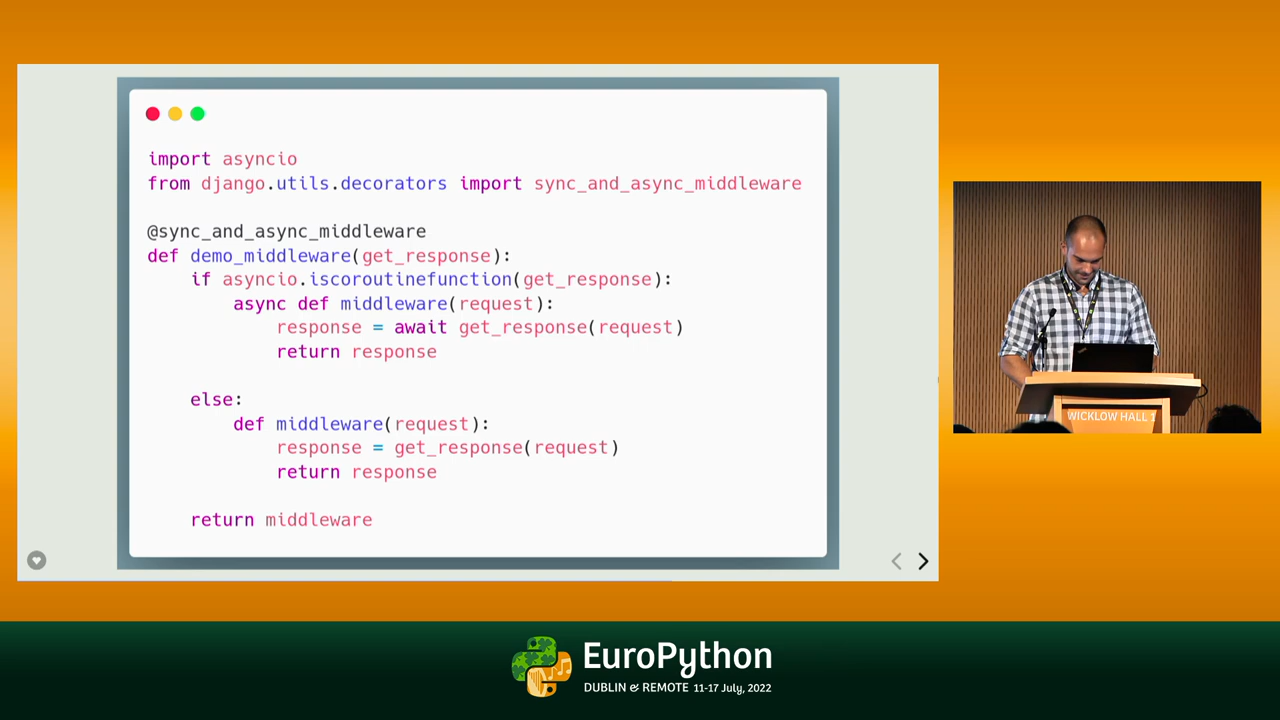 import asyncio
from django.utils.decorators import sync_and_async_middleware
@sync_and_async_middleware
def demo_middleware(get_response):
    if asyncio.iscoroutinefunction(get_response):
        async def middleware(request):
            response = await get_response(request)
            return response
    else:
        def middleware(request):
            response = get_response(request)
            return response
    return middleware
WICKLOW HALL 1
EuroPython
DUBLIN & REMOTE 11-17 July, 2022